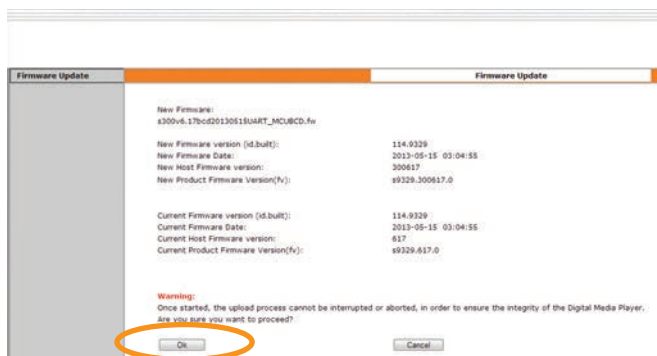 Firmware Update
Firmware Update
New Firmware:
s300v6.17bcd20130515UART_MCUBCD.fw
New Firmware version (id.built): 114.9329
New Firmware Date: 2013-05-15 03:04:55
New Host Firmware version: 300617
New Product Firmware Version(fv): s9329.300617.0
Current Firmware version (id.built): 114.9329
Current Firmware Date: 2013-05-15 03:04:55
Current Host Firmware version: 617
Current Product Firmware Version(fv): s9329.617.0
Warning:
Once started, the upload process cannot be interrupted or aborted, in order to ensure the integrity of the Digital Media Player.
Are you sure you want to proceed?
Ok Cancel